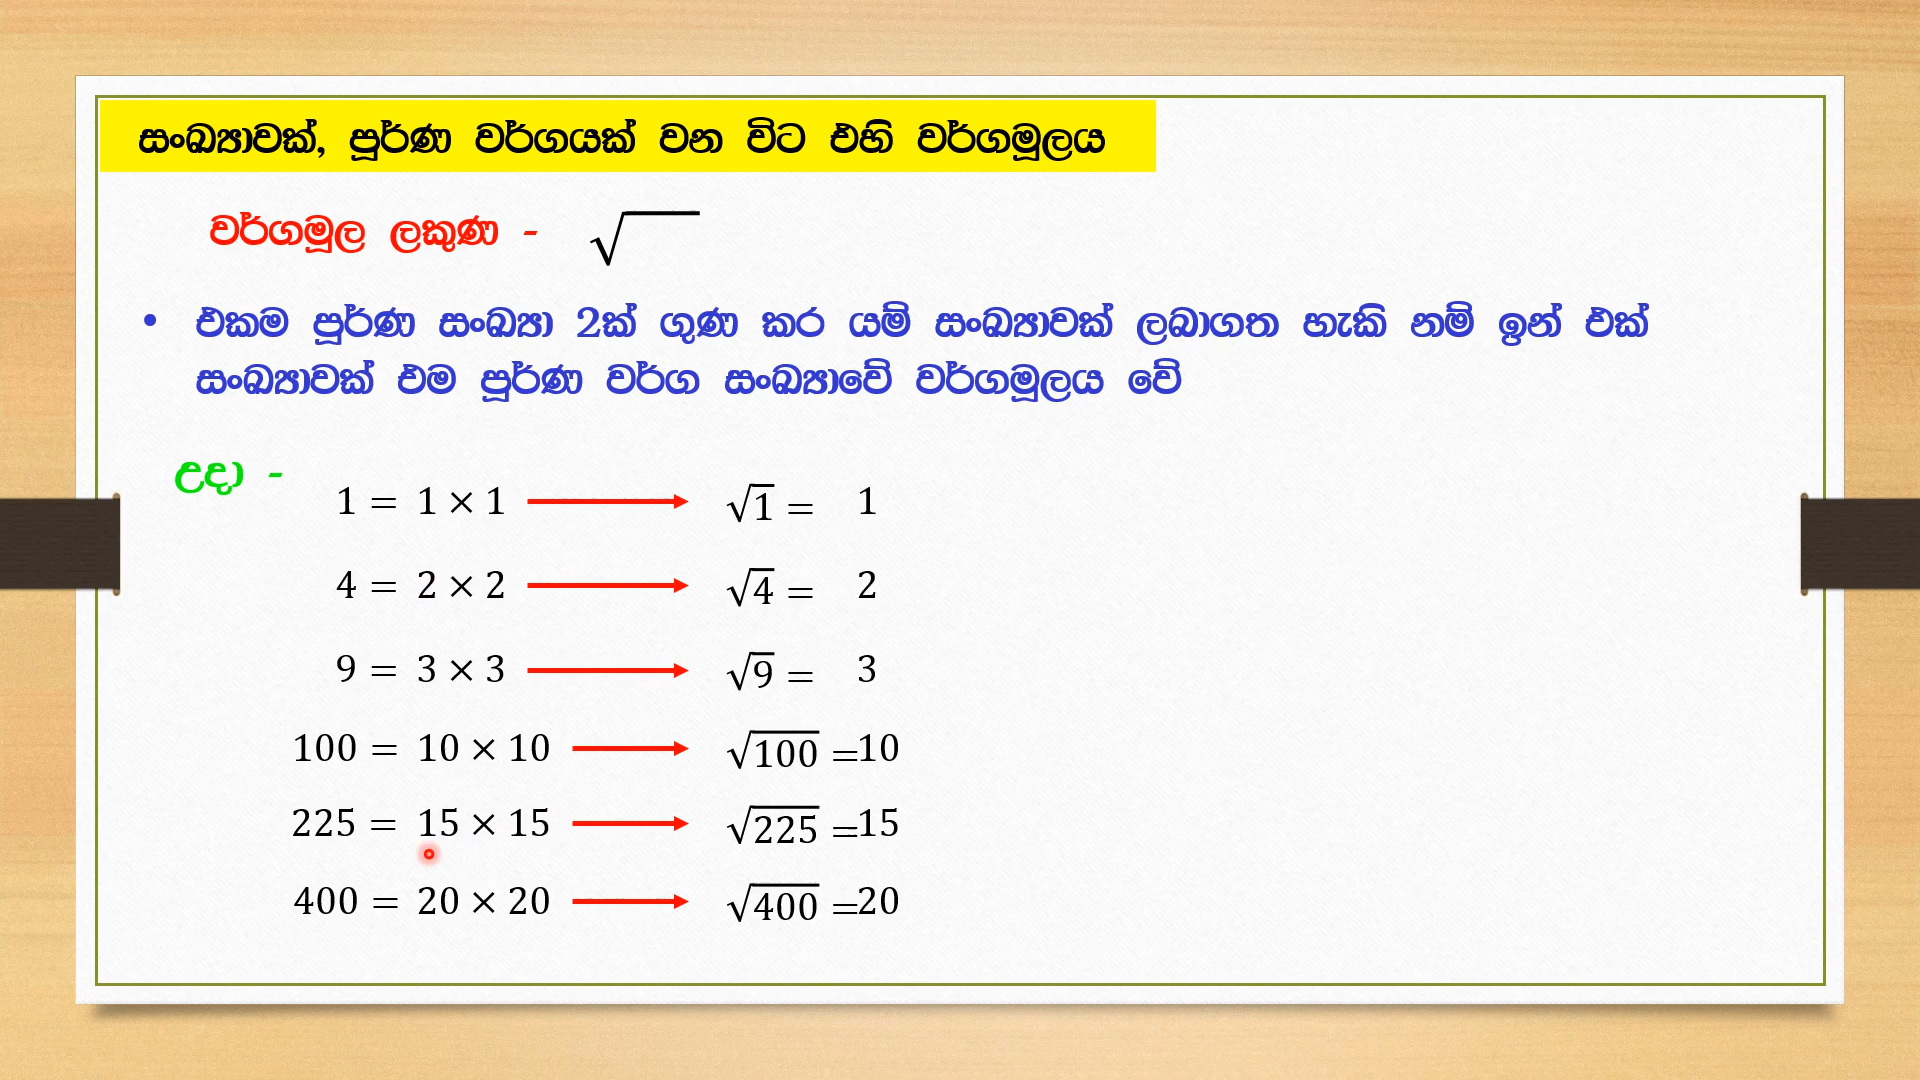 සංඛ්‍යාවක්, පූර්ණ වර්ගයක් වන විට එහි වර්ගමූලය
වර්ගමූල ලකුණ - √
• එකම පූර්ණ සංඛ්‍යා 2ක් ගුණ කර යම් සංඛ්‍යාවක් ලබාගත හැකි නම් ඉන් එක්
සංඛ්‍යාවක් එම පූර්ණ වර්ග සංඛ්‍යාවේ වර්ගමූලය වේ
උදා -
1 = 1 × 1 → √1 = 1
4 = 2 × 2 → √4 = 2
9 = 3 × 3 → √9 = 3
100 = 10 × 10 → √100 = 10
225 = 15 × 15 → √225 = 15
400 = 20 × 20 → √400 = 20